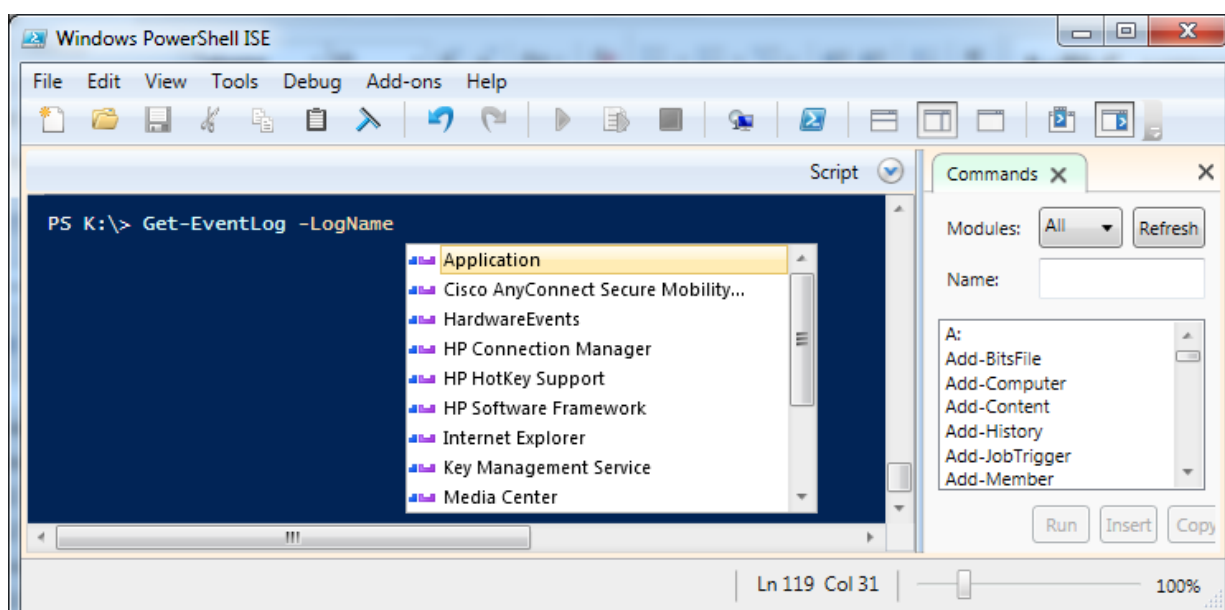 Windows PowerShell ISE
File Edit View Tools Debug Add-ons Help
Script
PS K:\> Get-EventLog -LogName
Application
Cisco AnyConnect Secure Mobility...
HardwareEvents
HP Connection Manager
HP HotKey Support
HP Software Framework
Internet Explorer
Key Management Service
Media Center
Commands
Modules: All Refresh
Name:
A:
Add-BitsFile
Add-Computer
Add-Content
Add-History
Add-JobTrigger
Add-Member
Run Insert Copy
Ln 119 Col 31 100%